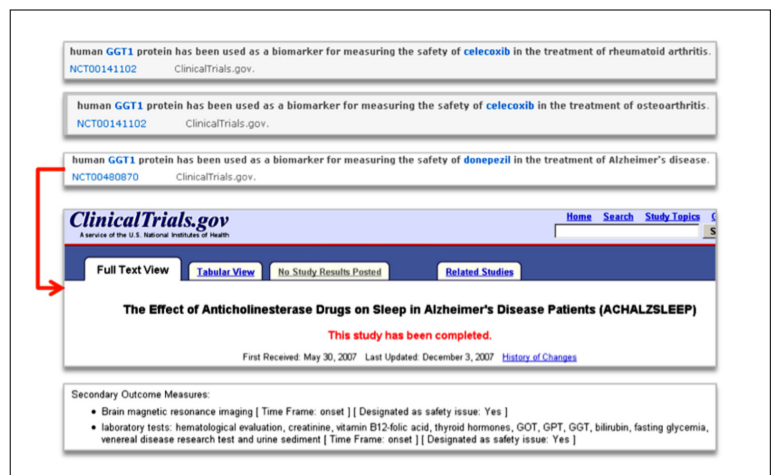 human GGT1 protein has been used as a biomarker for measuring the safety of celecoxib in the treatment of rheumatoid arthritis.
NCT00141102 ClinicalTrials.gov.
human GGT1 protein has been used as a biomarker for measuring the safety of celecoxib in the treatment of osteoarthritis.
NCT00141102 ClinicalTrials.gov.
human GGT1 protein has been used as a biomarker for measuring the safety of donepezil in the treatment of Alzheimer's disease.
NCT00480870 ClinicalTrials.gov.
ClinicalTrials.gov Home Search Study Topics
A service of the U.S. National Institutes of Health
Full Text View Tabular View No Study Results Posted Related Studies
The Effect of Anticholinesterase Drugs on Sleep in Alzheimer's Disease Patients (ACHALZSLEEP)
This study has been completed.
First Received: May 30, 2007 Last Updated: December 3, 2007 History of Changes
Secondary Outcome Measures:
• Brain magnetic resonance imaging [ Time Frame: onset ] [ Designated as safety issue: Yes ]
• laboratory tests: hematological evaluation, creatinine, vitamin B12-folic acid, thyroid hormones, GOT, GPT, GGT, bilirubin, fasting glycemia,
venereal disease research test and urine sediment [ Time Frame: onset ] [ Designated as safety issue: Yes ]